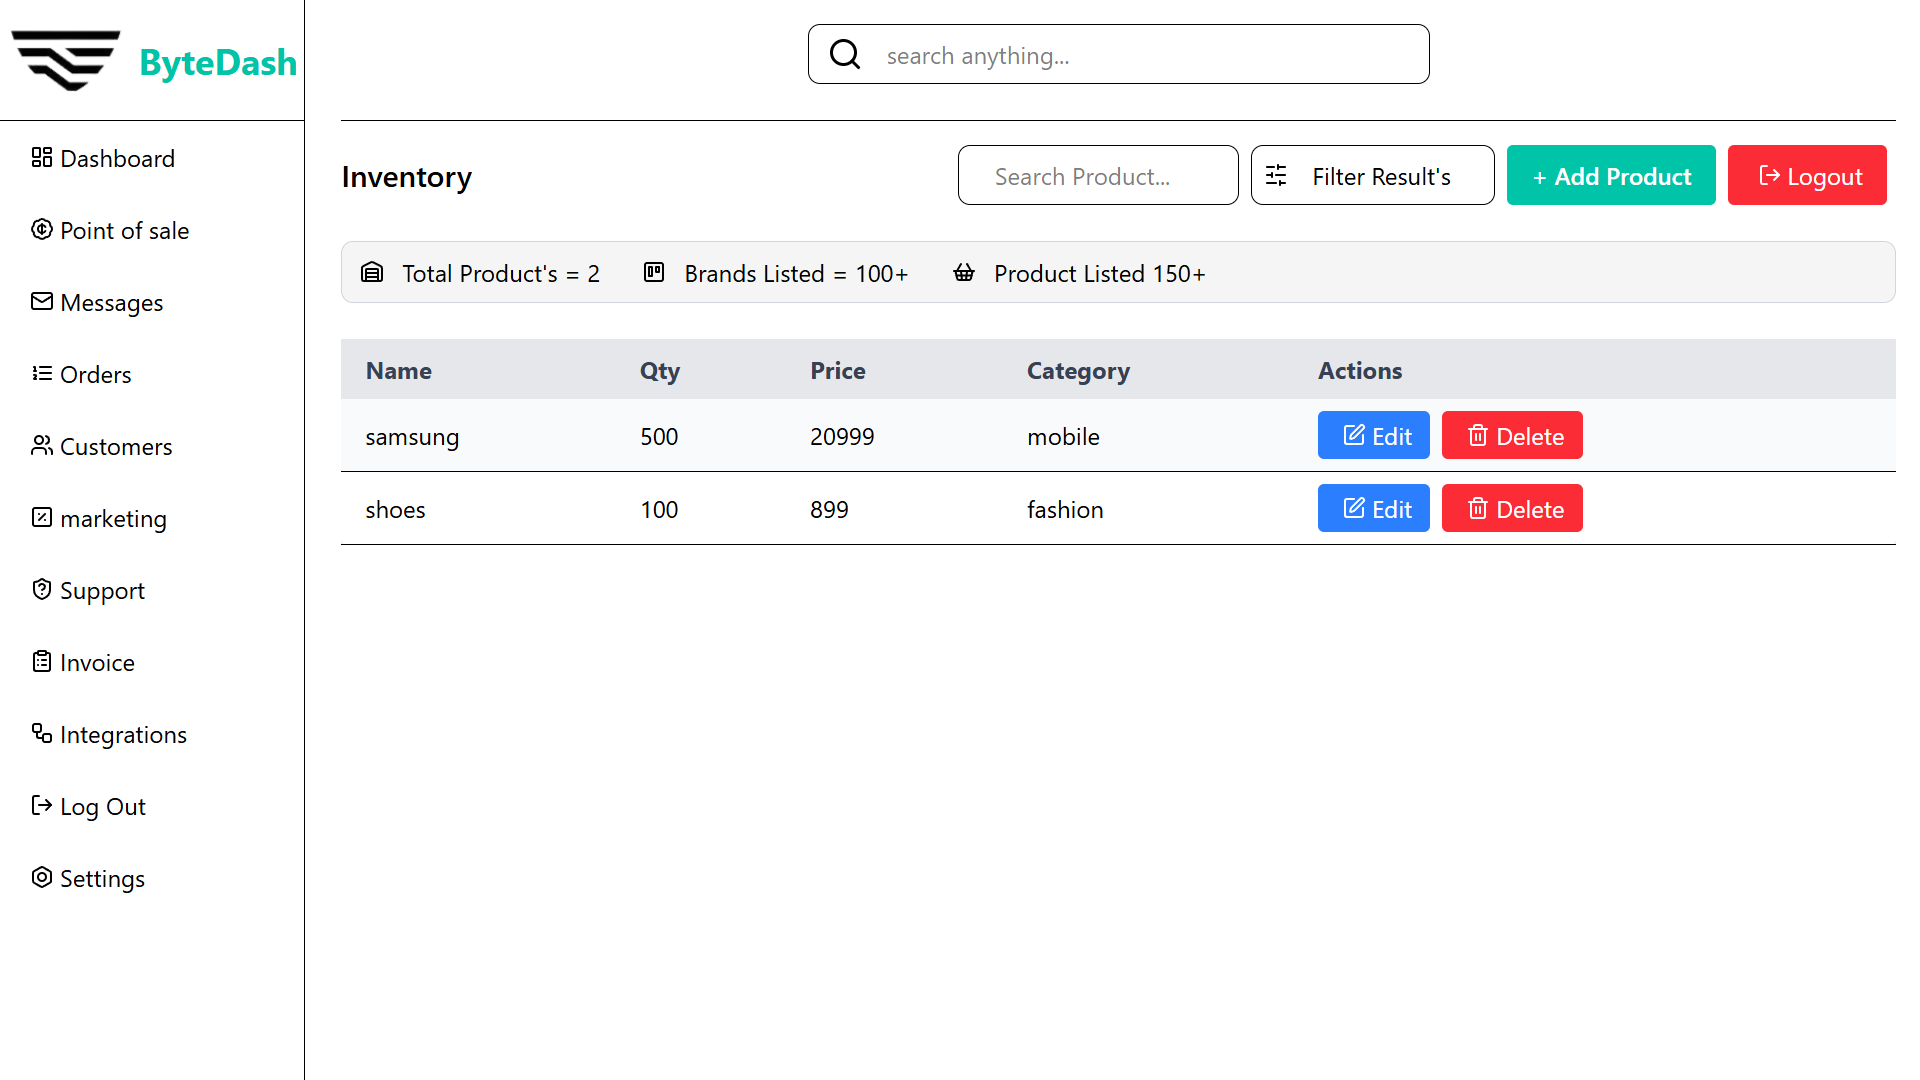 ByteDash
search anything...
Dashboard
Point of sale
Messages
Orders
Customers
marketing
Support
Invoice
Integrations
Log Out
Settings
Inventory
Search Product...
Filter Result's
+ Add Product
Logout
Total Product's = 2 Brands Listed = 100+ Product Listed 150+
Name Qty Price Category Actions
samsung 500 20999 mobile Edit Delete
shoes 100 899 fashion Edit Delete